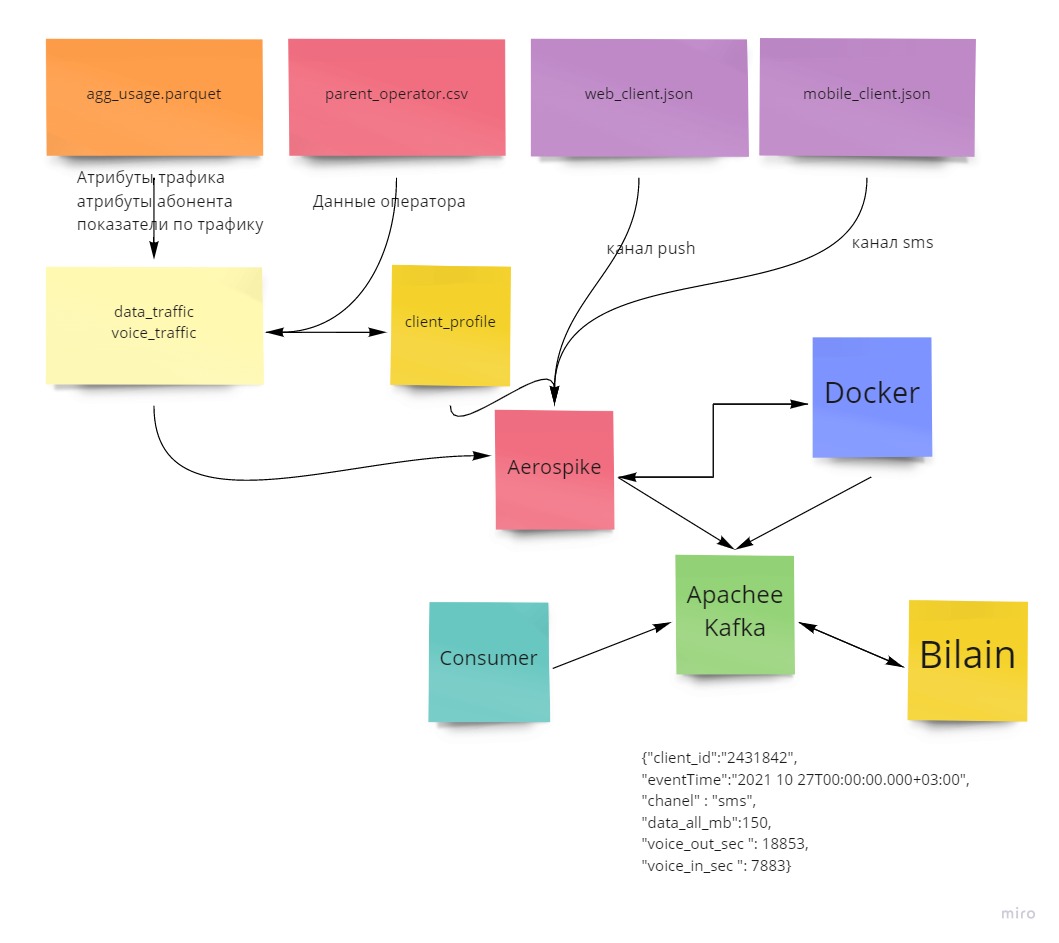 agg_usage.parquet
parent_operator.csv
web_client.json
mobile_client.json
Атрибуты трафика
атрибуты абонента
показатели по трафику
Данные оператора
канал push
канал sms
data_traffic
voice_traffic
client_profile
Docker
Aerospike
Apachee
Kafka
Consumer
Bilain
{"client_id":"2431842",
"eventTime":"2021 10 27T00:00:00.000+03:00",
"chanel" : "sms",
"data_all_mb":150,
"voice_out_sec ": 18853,
"voice_in_sec ": 7883}
miro